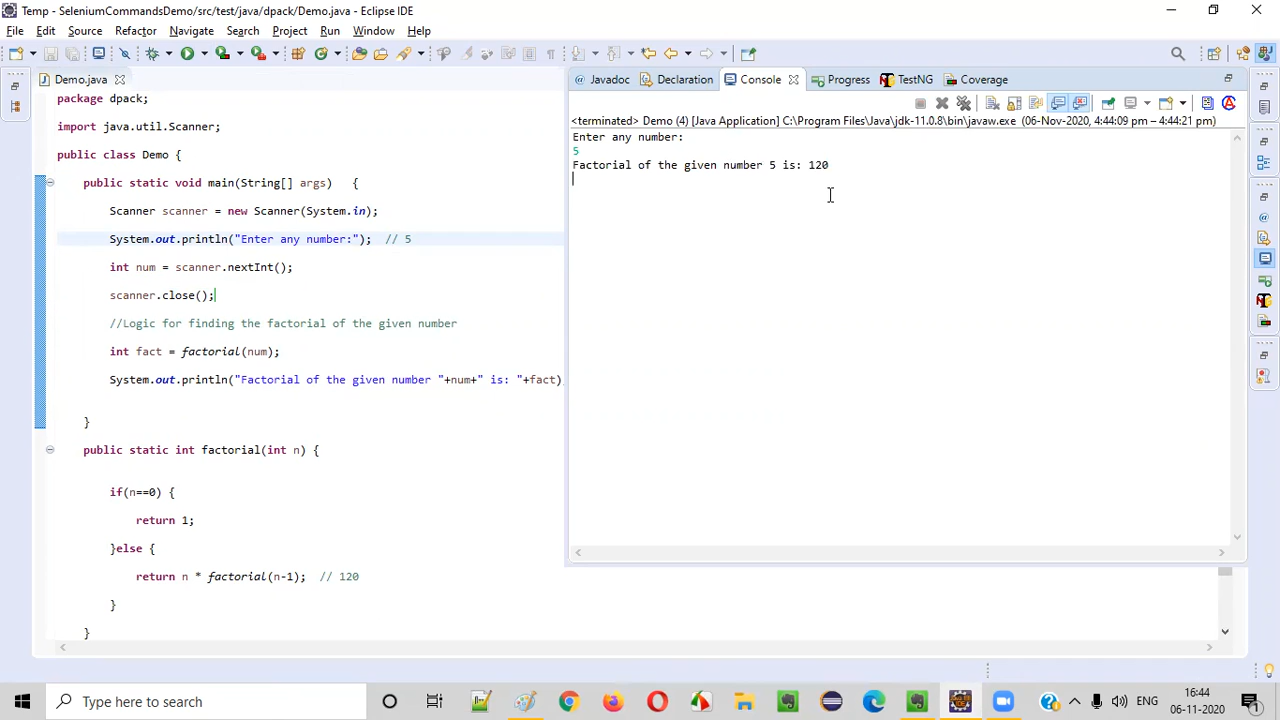 Temp - SeleniumCommandsDemo/src/test/java/dpack/Demo.java - Eclipse IDE
File Edit Source Refactor Navigate Search Project Run Window Help
Demo.java
package dpack;
import java.util.Scanner;
public class Demo {
public static void main(String[] args) {
Scanner scanner = new Scanner(System.in);
System.out.println("Enter any number:"); // 5
int num = scanner.nextInt();
scanner.close();
//Logic for finding the factorial of the given number
int fact = factorial(num);
System.out.println("Factorial of the given number "+num+" is: "+fact)
}
public static int factorial(int n) {
if(n==0) {
return 1;
}else {
return n * factorial(n-1); // 120
}
}
Javadoc Declaration Console Progress TestNG Coverage
<terminated> Demo (4) [Java Application] C:\Program Files\Java\jdk-11.0.8\bin\javaw.exe (06-Nov-2020, 4:44:09 pm – 4:44:21 pm)
Enter any number:
5
Factorial of the given number 5 is: 120
Type here to search
ENG
16:44
06-11-2020